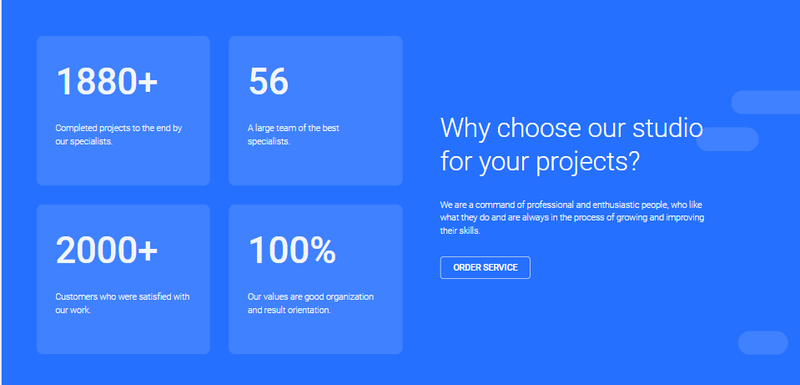 1880+
Completed projects to the end by
our specialists.
56
A large team of the best
specialists.
2000+
Customers who were satisfied with
our work.
100%
Our values are good organization
and result orientation.
Why choose our studio
for your projects?
We are a command of professional and enthusiastic people, who like
what they do and are always in the process of growing and improving
their skills.
ORDER SERVICE